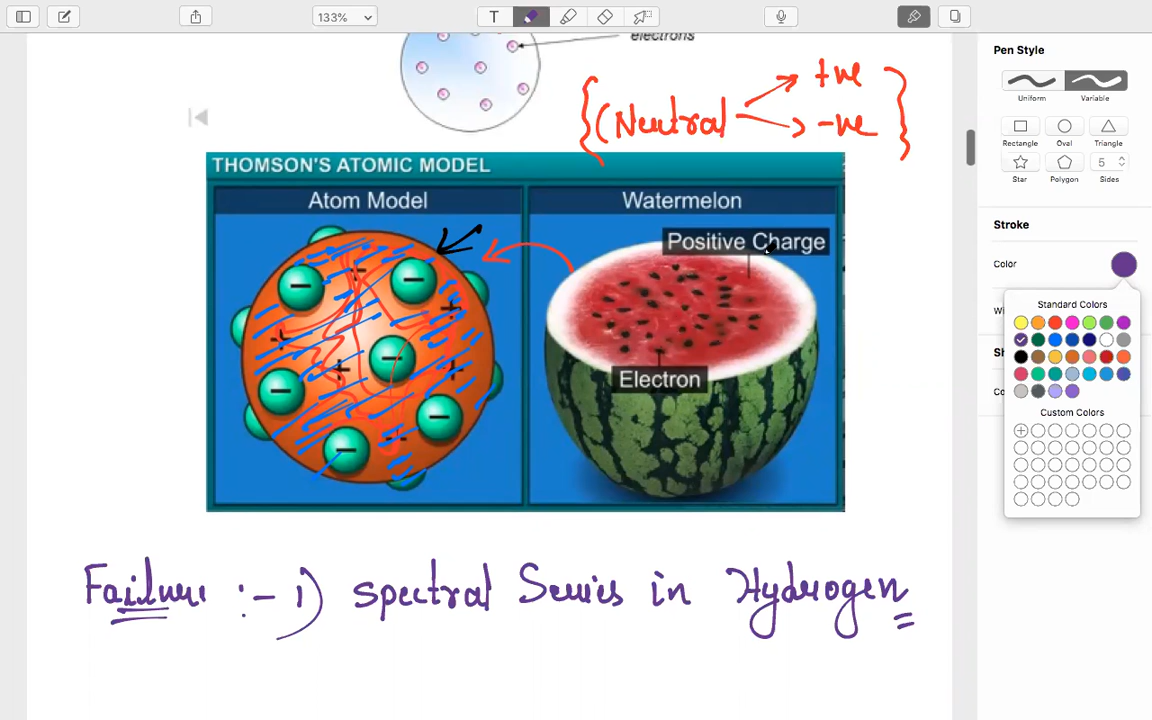 133%
T
electrons
{(Neutral +ve
-ve}
THOMSON'S ATOMIC MODEL
Atom Model
Watermelon
Positive Charge
Electron
Failure :- 1) spectral Series in Hydrogen
Pen Style
Uniform Variable
Rectangle Oval Triangle
5
Star Polygon Sides
Stroke
Color
Standard Colors
Custom Colors